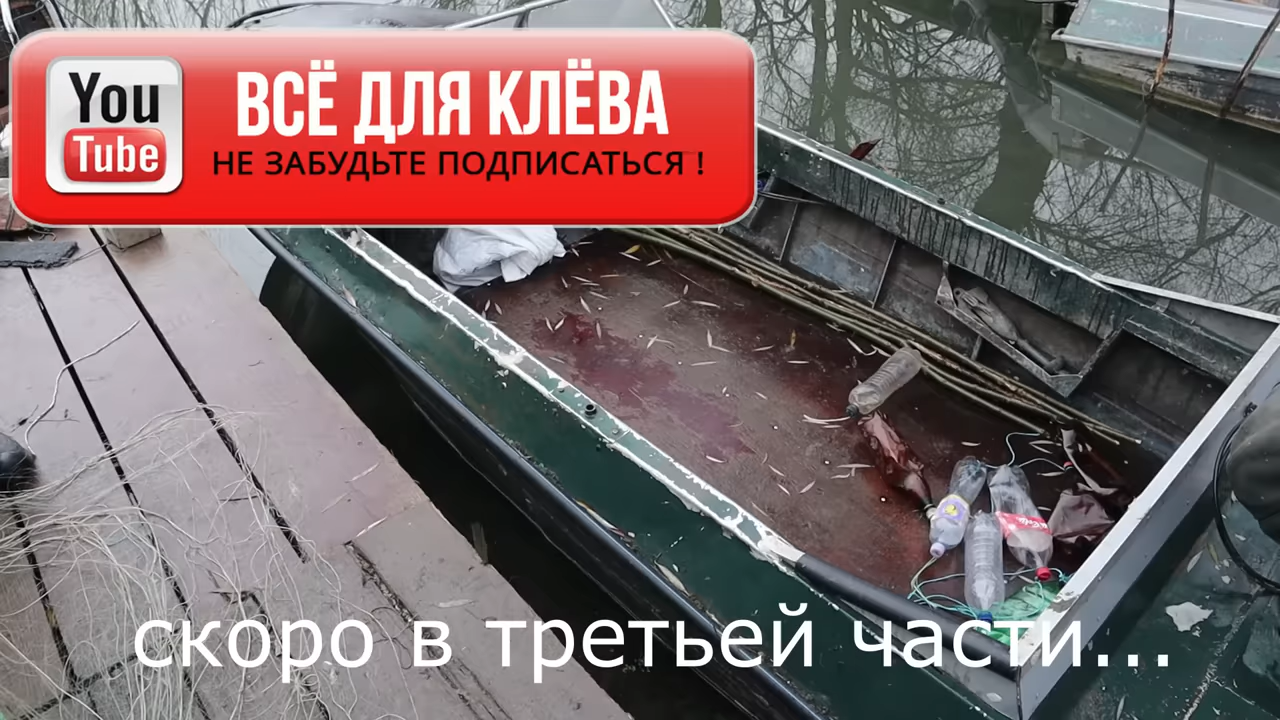 You
Tube
ВСЁ ДЛЯ КЛЁВА
НЕ ЗАБУДЬТЕ ПОДПИСАТЬСЯ !
скоро в третьей части...